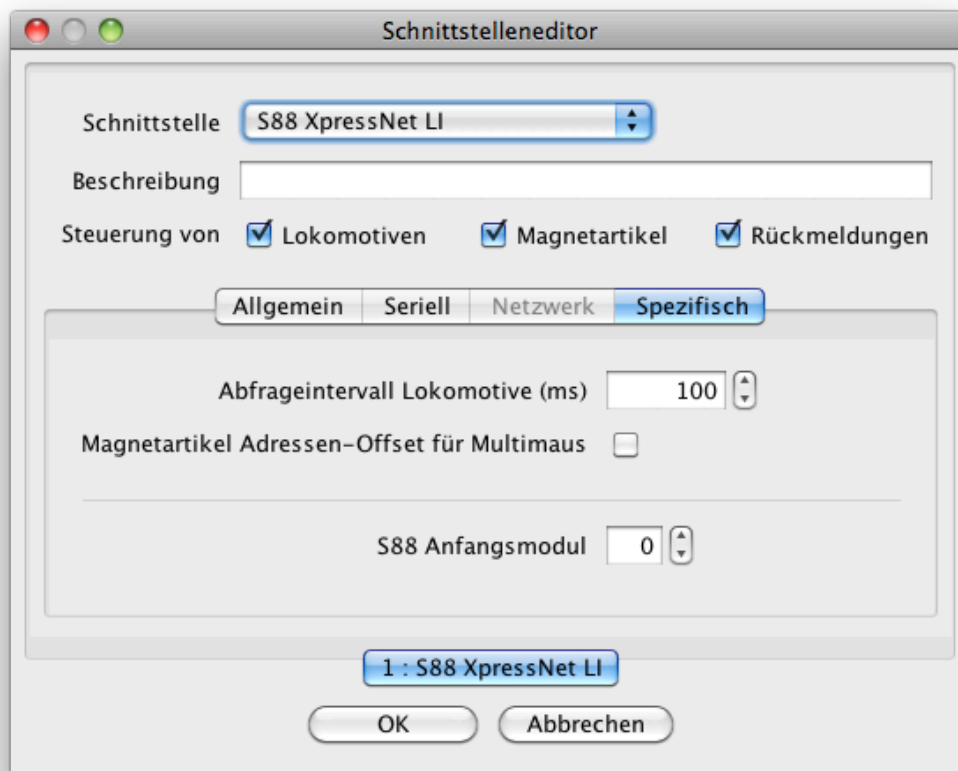 Schnittstelleneditor
Schnittstelle S88 XpressNet LI
Beschreibung
Steuerung von Lokomotiven Magnetartikel Rückmeldungen
Allgemein Seriell Netzwerk Spezifisch
Abfrageintervall Lokomotive (ms) 100
Magnetartikel Adressen-Offset für Multimaus
S88 Anfangsmodul 0
1 : S88 XpressNet LI
OK Abbrechen